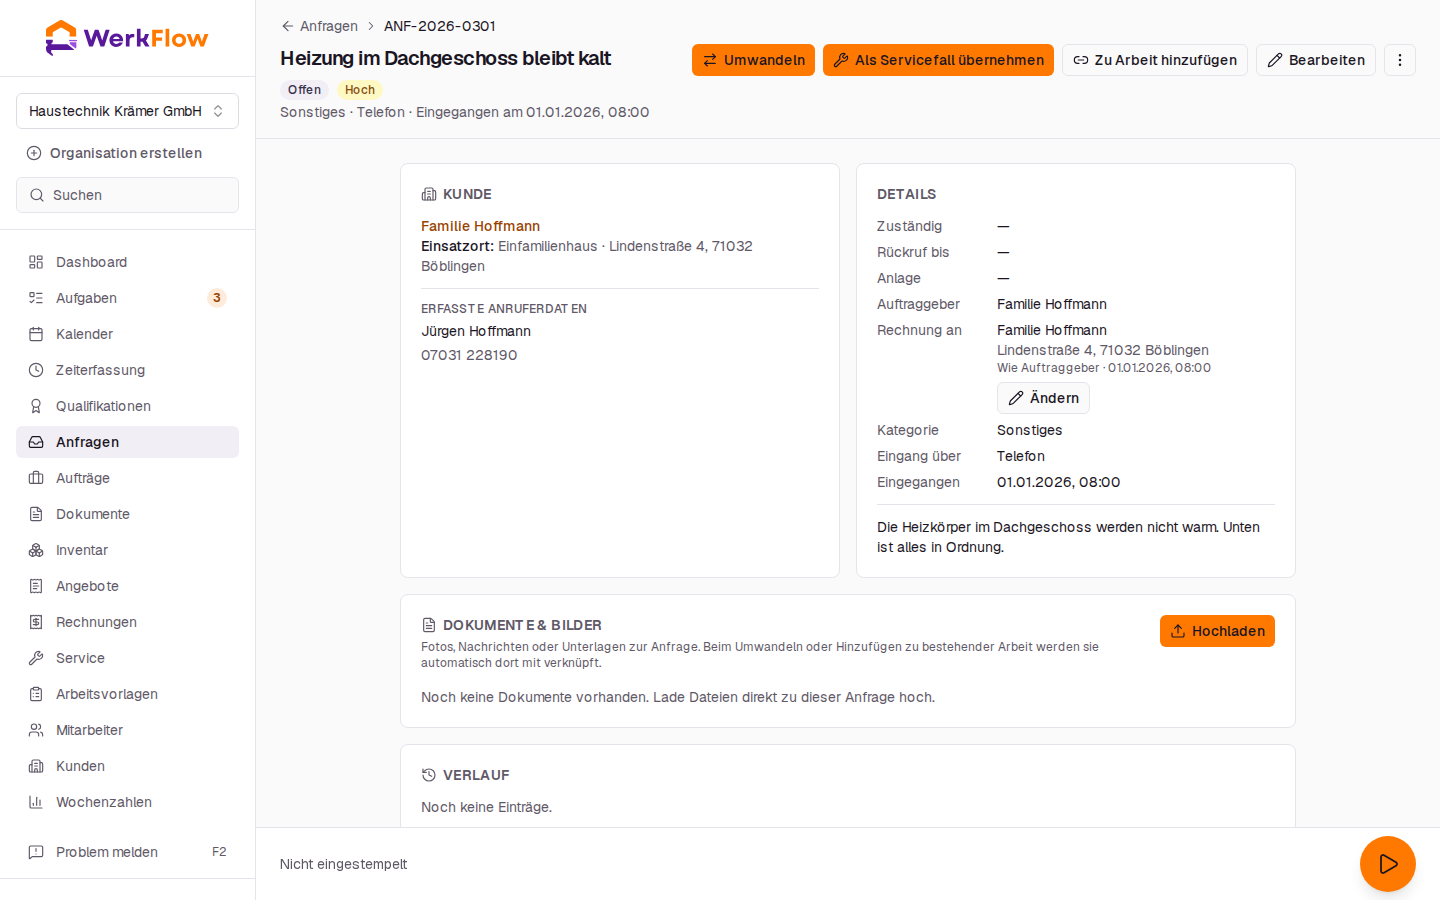 WerkFlow
Haustechnik Krämer GmbH
Organisation erstellen
Suchen
Dashboard
Aufgaben 3
Kalender
Zeiterfassung
Qualifikationen
Anfragen
Aufträge
Dokumente
Inventar
Angebote
Rechnungen
Service
Arbeitsvorlagen
Mitarbeiter
Kunden
Wochenzahlen
Problem melden F2
Anfragen ANF-2026-0301
Heizung im Dachgeschoss bleibt kalt
Umwandeln
Als Servicefall übernehmen
Zu Arbeit hinzufügen
Bearbeiten
Offen Hoch
Sonstiges · Telefon · Eingegangen am 01.01.2026, 08:00
KUNDE
Familie Hoffmann
Einsatzort: Einfamilienhaus · Lindenstraße 4, 71032
Böblingen
ERFASSTE ANRUFERDATEN
Jürgen Hoffmann
07031 228190
DETAILS
Zuständig —
Rückruf bis —
Anlage —
Auftraggeber Familie Hoffmann
Rechnung an Familie Hoffmann
Lindenstraße 4, 71032 Böblingen
Wie Auftraggeber · 01.01.2026, 08:00
Ändern
Kategorie Sonstiges
Eingang über Telefon
Eingegangen 01.01.2026, 08:00
Die Heizkörper im Dachgeschoss werden nicht warm. Unten
ist alles in Ordnung.
DOKUMENTE & BILDER
Fotos, Nachrichten oder Unterlagen zur Anfrage. Beim Umwandeln oder Hinzufügen zu bestehender Arbeit werden sie
automatisch dort mit verknüpft.
Hochladen
Noch keine Dokumente vorhanden. Lade Dateien direkt zu dieser Anfrage hoch.
VERLAUF
Noch keine Einträge.
Nicht eingestempelt